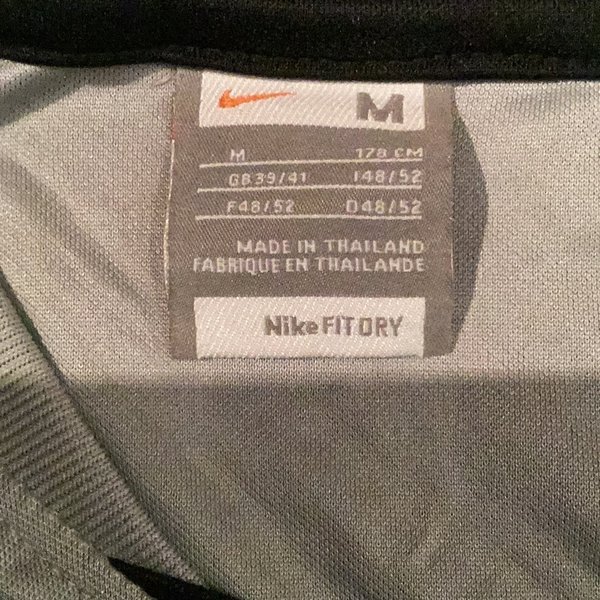 M
M 178 CM
GB39/41 I48/52
F48/52 D48/52
MADE IN THAILAND
FABRIQUE EN THAILANDE
Nike FIT DRY